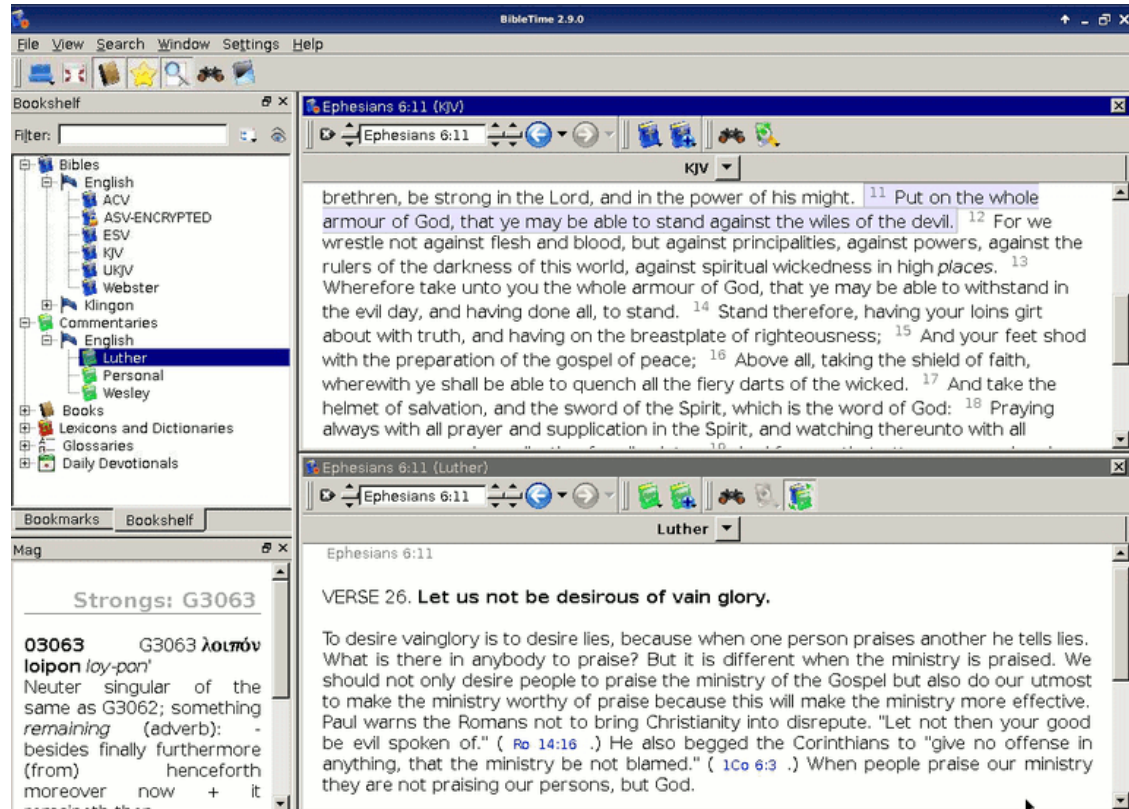 BibleTime 2.9.0
File View Search Window Settings Help
Bookshelf
Filter:
Bibles
English
ACV
ASV-ENCRYPTED
ESV
KJV
UKJV
Webster
Klingon
Commentaries
English
Luther
Personal
Wesley
Books
Lexicons and Dictionaries
Glossaries
Daily Devotionals
Bookmarks Bookshelf
Mag
Strongs: G3063
03063 G3063 λοιπόν
loipon loy-pon'
Neuter singular of the
same as G3062; something
remaining (adverb): -
besides finally furthermore
(from) henceforth
moreover now + it
Ephesians 6:11 (KJV)
Ephesians 6:11
KJV
brethren, be strong in the Lord, and in the power of his might. 11 Put on the whole
armour of God, that ye may be able to stand against the wiles of the devil. 12 For we
wrestle not against flesh and blood, but against principalities, against powers, against the
rulers of the darkness of this world, against spiritual wickedness in high places. 13
Wherefore take unto you the whole armour of God, that ye may be able to withstand in
the evil day, and having done all, to stand. 14 Stand therefore, having your loins girt
about with truth, and having on the breastplate of righteousness; 15 And your feet shod
with the preparation of the gospel of peace; 16 Above all, taking the shield of faith,
wherewith ye shall be able to quench all the fiery darts of the wicked. 17 And take the
helmet of salvation, and the sword of the Spirit, which is the word of God: 18 Praying
always with all prayer and supplication in the Spirit, and watching thereunto with all
Ephesians 6:11 (Luther)
Ephesians 6:11
Luther
Ephesians 6:11
VERSE 26. Let us not be desirous of vain glory.
To desire vainglory is to desire lies, because when one person praises another he tells lies.
What is there in anybody to praise? But it is different when the ministry is praised. We
should not only desire people to praise the ministry of the Gospel but also do our utmost
to make the ministry worthy of praise because this will make the ministry more effective.
Paul warns the Romans not to bring Christianity into disrepute. "Let not then your good
be evil spoken of." ( Ro 14:16 .) He also begged the Corinthians to "give no offense in
anything, that the ministry be not blamed." ( 1Co 6:3 .) When people praise our ministry
they are not praising our persons, but God.